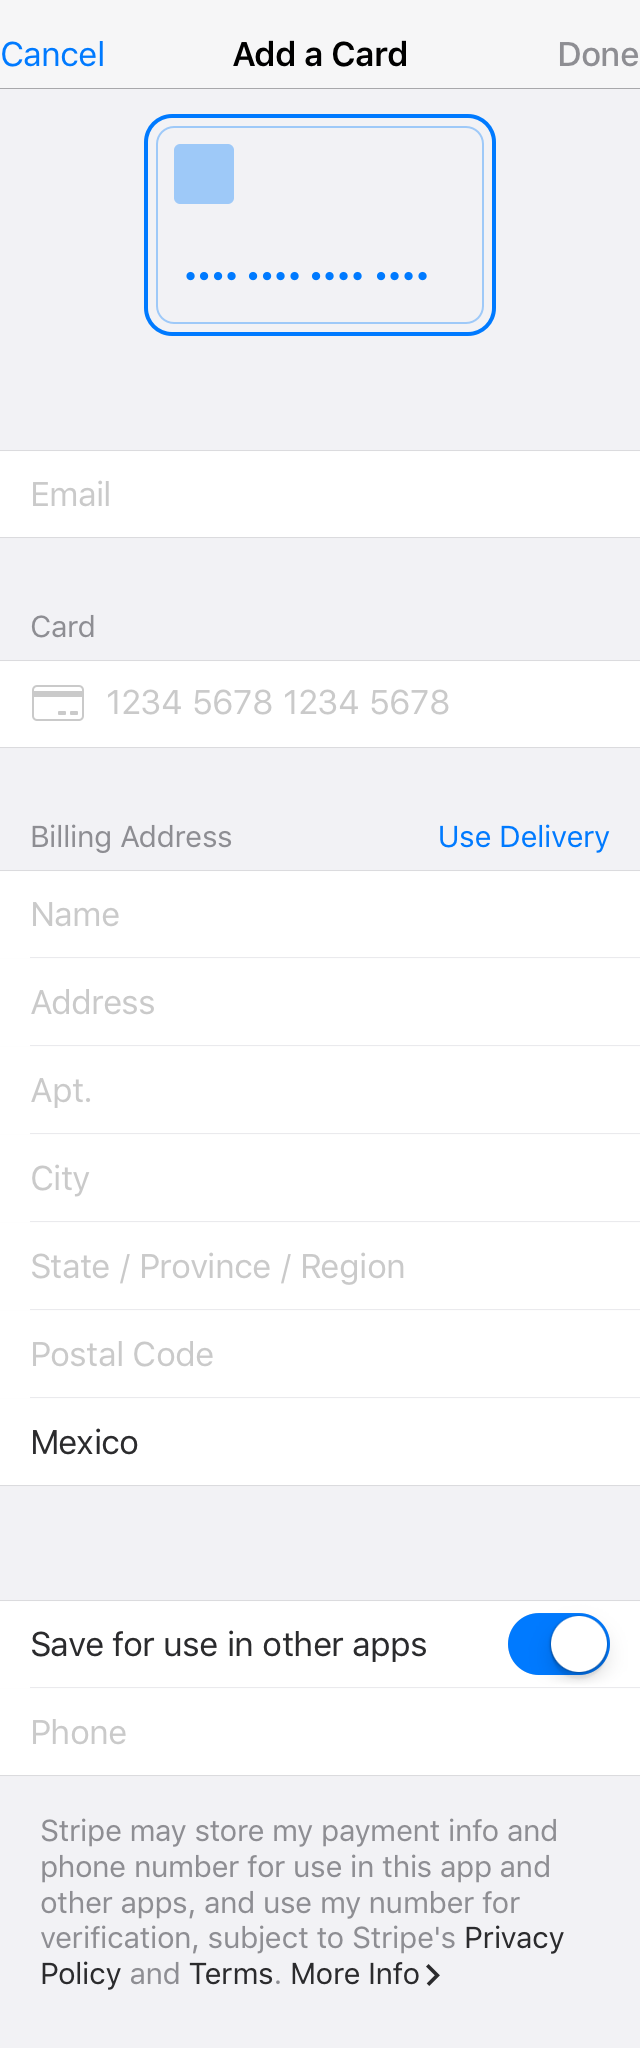 Cancel Add a Card Done
•••• •••• •••• ••••
Email
Card
1234 5678 1234 5678
Billing Address Use Delivery
Name
Address
Apt.
City
State / Province / Region
Postal Code
Mexico
Save for use in other apps
Phone
Stripe may store my payment info and
phone number for use in this app and
other apps, and use my number for
verification, subject to Stripe's Privacy
Policy and Terms. More Info